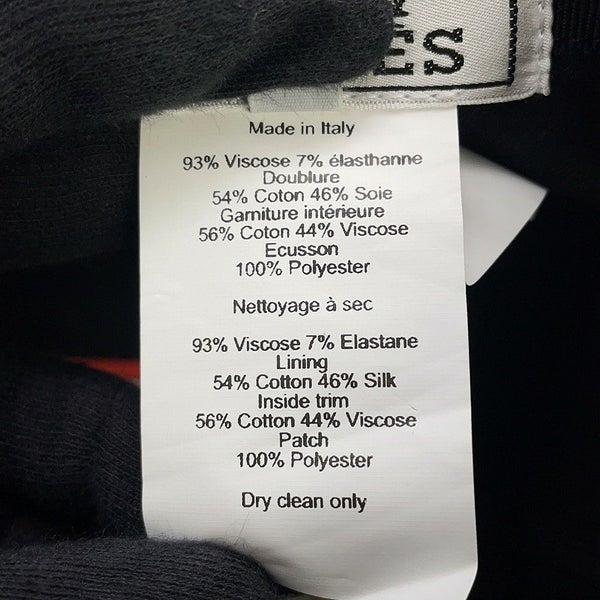 ES
Made in Italy
93% Viscose 7% élasthanne
Doublure
54% Coton 46% Soie
Garniture intérieure
56% Coton 44% Viscose
Ecusson
100% Polyester
Nettoyage à sec
93% Viscose 7% Elastane
Lining
54% Cotton 46% Silk
Inside trim
56% Cotton 44% Viscose
Patch
100% Polyester
Dry clean only